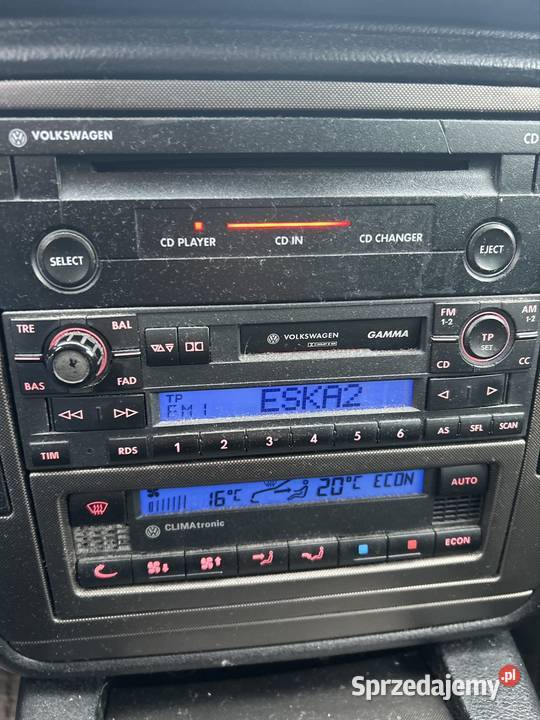 VOLKSWAGEN CD
CD PLAYER CD IN CD CHANGER
SELECT EJECT
TRE BAL VOLKSWAGEN GAMMA FM 1-2 AM 1-2
TP SET
BAS FAD CD CC
TP
FM1 ESKA2
TIM RDS 1 2 3 4 5 6 AS SFL SCAN
16°C 20°C ECON AUTO
CLIMAtronic
ECON
Sprzedajemy.pl